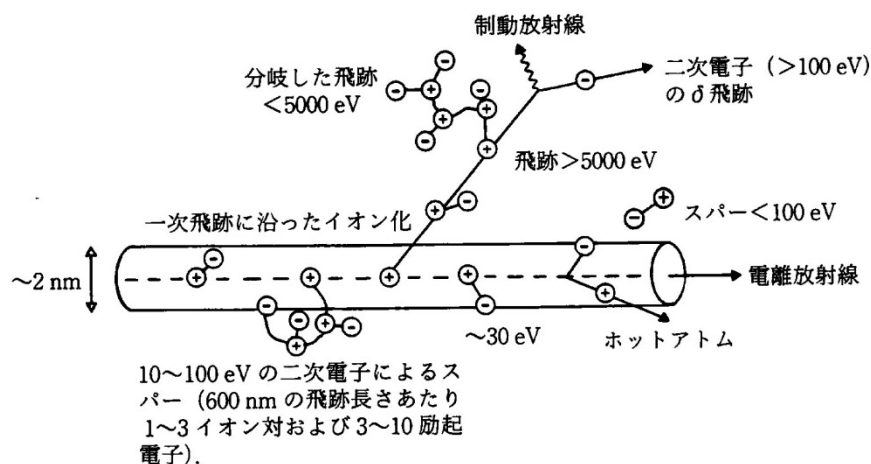 制動放射線
分岐した飛跡
<5000 eV
二次電子（>100 eV）
のδ飛跡
飛跡>5000 eV
スパー<100 eV
一次飛跡に沿ったイオン化
～2 nm
電離放射線
～30 eV
ホットアトム
10～100 eV の二次電子によるス
パー（600 nm の飛跡長さあたり
1～3 イオン対および 3～10 励起
電子).